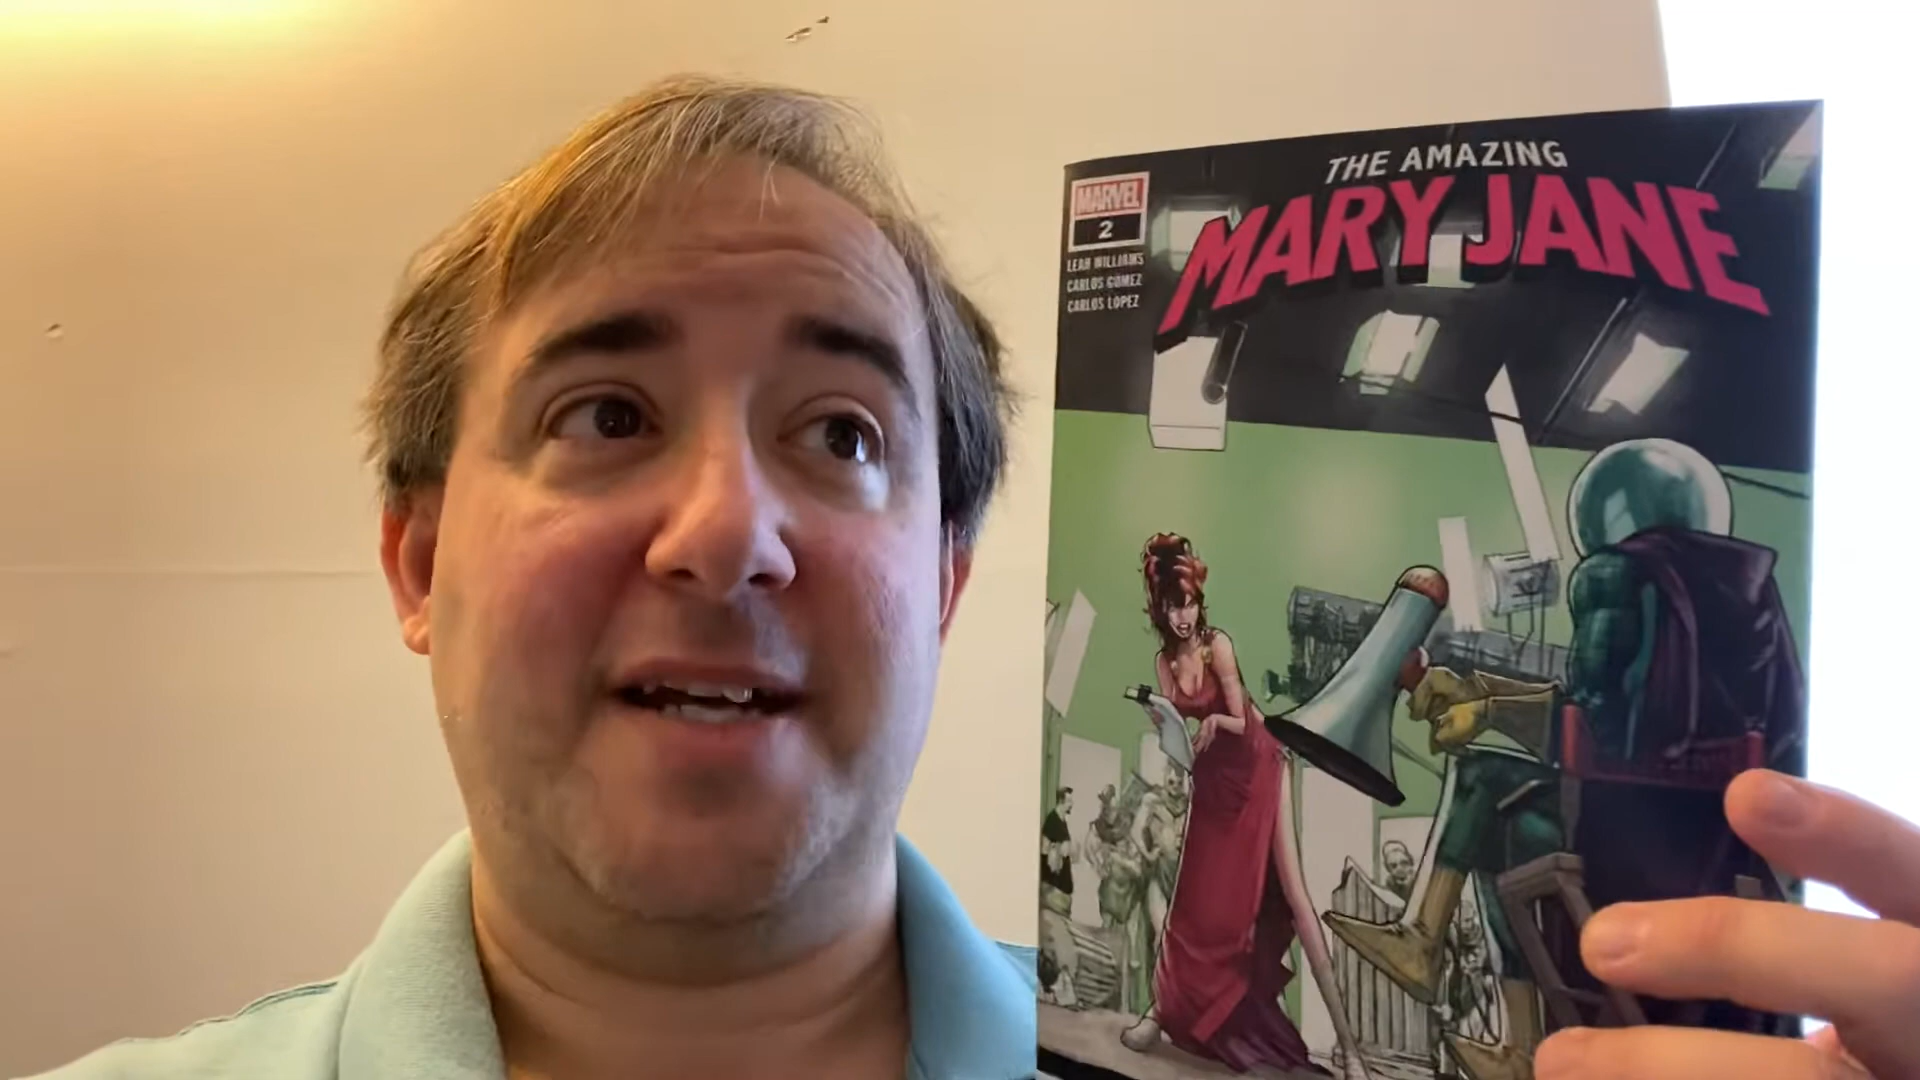 THE AMAZING
MARY JANE
MARVEL
2
LEAH WILLIAMS
CARLOS GOMEZ
CARLOS LOPEZ